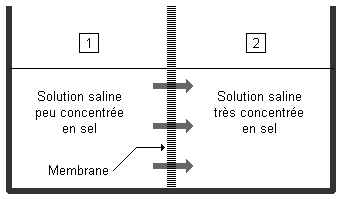 1
2
Solution saline
peu concentrée
en sel
Solution saline
très concentrée
en sel
Membrane